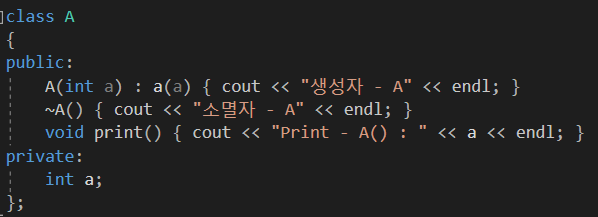 class A
{
public:
    A(int a) : a(a) { cout << "생성자 - A" << endl; }
    ~A() { cout << "소멸자 - A" << endl; }
    void print() { cout << "Print - A() : " << a << endl; }
private:
    int a;
};